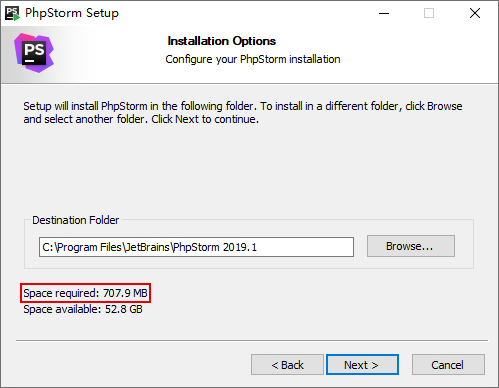 PhpStorm Setup
PS
Installation Options
Configure your PhpStorm installation
Setup will install PhpStorm in the following folder. To install in a different folder, click Browse
and select another folder. Click Next to continue.
Destination Folder
C:\Program Files\JetBrains\PhpStorm 2019.1
Browse...
Space required: 707.9 MB
Space available: 52.8 GB
< Back
Next >
Cancel